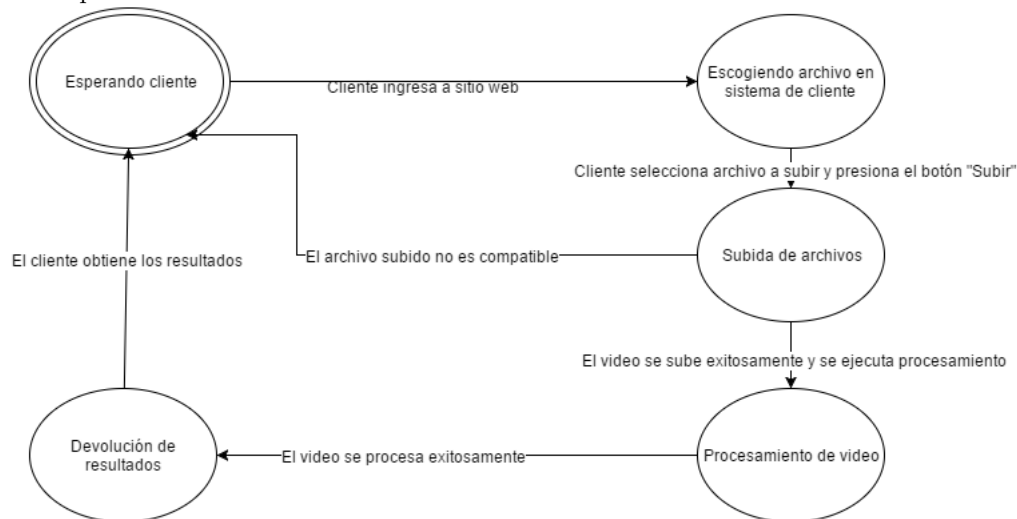 Esperando cliente
Cliente ingresa a sitio web
Escogiendo archivo en
sistema de cliente
Cliente selecciona archivo a subir y presiona el botón "Subir"
El cliente obtiene los resultados
El archivo subido no es compatible
Subida de archivos
El video se sube exitosamente y se ejecuta procesamiento
Devolución de
resultados
El video se procesa exitosamente
Procesamiento de video